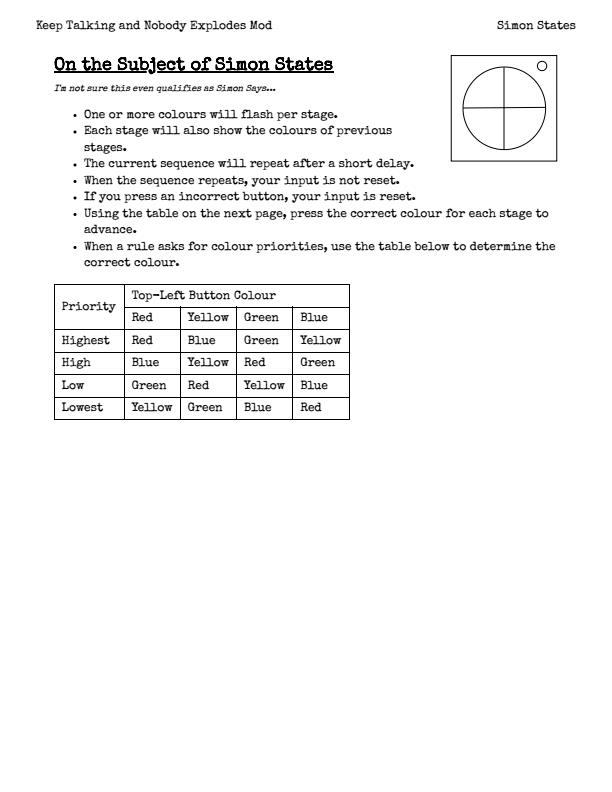 Keep Talking and Nobody Explodes Mod Simon States
On the Subject of Simon States
I'm not sure this even qualifies as Simon Says...
• One or more colours will flash per stage.
• Each stage will also show the colours of previous
stages.
• The current sequence will repeat after a short delay.
• When the sequence repeats, your input is not reset.
• If you press an incorrect button, your input is reset.
• Using the table on the next page, press the correct colour for each stage to
advance.
• When a rule asks for colour priorities, use the table below to determine the
correct colour.
Priority Top-Left Button Colour
Red Yellow Green Blue
Highest Red Blue Green Yellow
High Blue Yellow Red Green
Low Green Red Yellow Blue
Lowest Yellow Green Blue Red